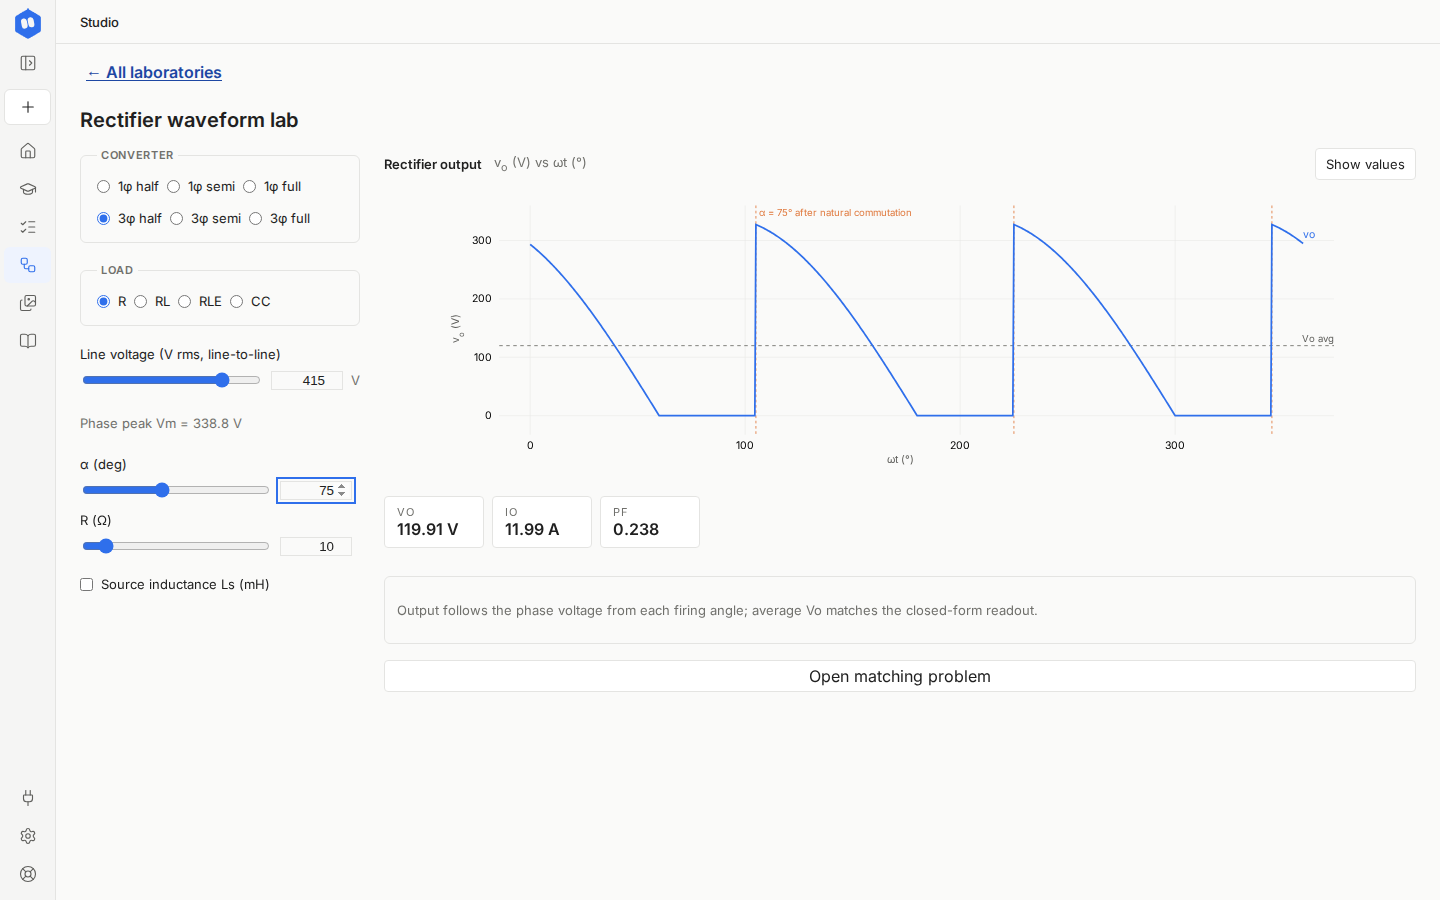 Studio
← All laboratories
Rectifier waveform lab
CONVERTER
1φ half 1φ semi 1φ full
3φ half 3φ semi 3φ full
LOAD
R RL RLE CC
Line voltage (V rms, line-to-line)
415 V
Phase peak Vm = 338.8 V
α (deg)
75
R (Ω)
10
Source inductance Ls (mH)
Rectifier output vo (V) vs ωt (°)
Show values
α = 75° after natural commutation
vo
300
200
100
0
vo (V)
Vo avg
0 100 200 300
ωt (°)
VO
119.91 V
IO
11.99 A
PF
0.238
Output follows the phase voltage from each firing angle; average Vo matches the closed-form readout.
Open matching problem